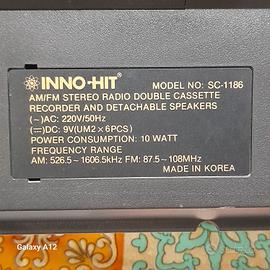 INNO-HIT® MODEL NO: SC-1186
AM/FM STEREO RADIO DOUBLE CASSETTE
RECORDER AND DETACHABLE SPEAKERS
(~)AC: 220V/50Hz
(⎓)DC: 9V(UM2×6PCS)
POWER CONSUMPTION: 10 WATT
FREQUENCY RANGE
AM: 526.5~1606.5kHz FM: 87.5~108MHz
MADE IN KOREA
Galaxy A12